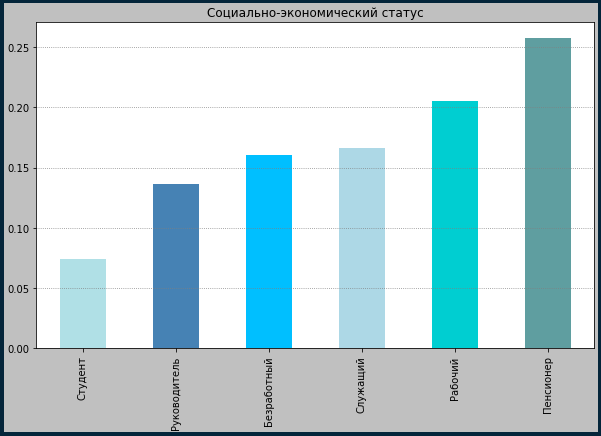 Социально-экономический статус
0.25
0.20
0.15
0.10
0.05
0.00
Студент
Руководитель
Безработный
Служащий
Рабочий
Пенсионер